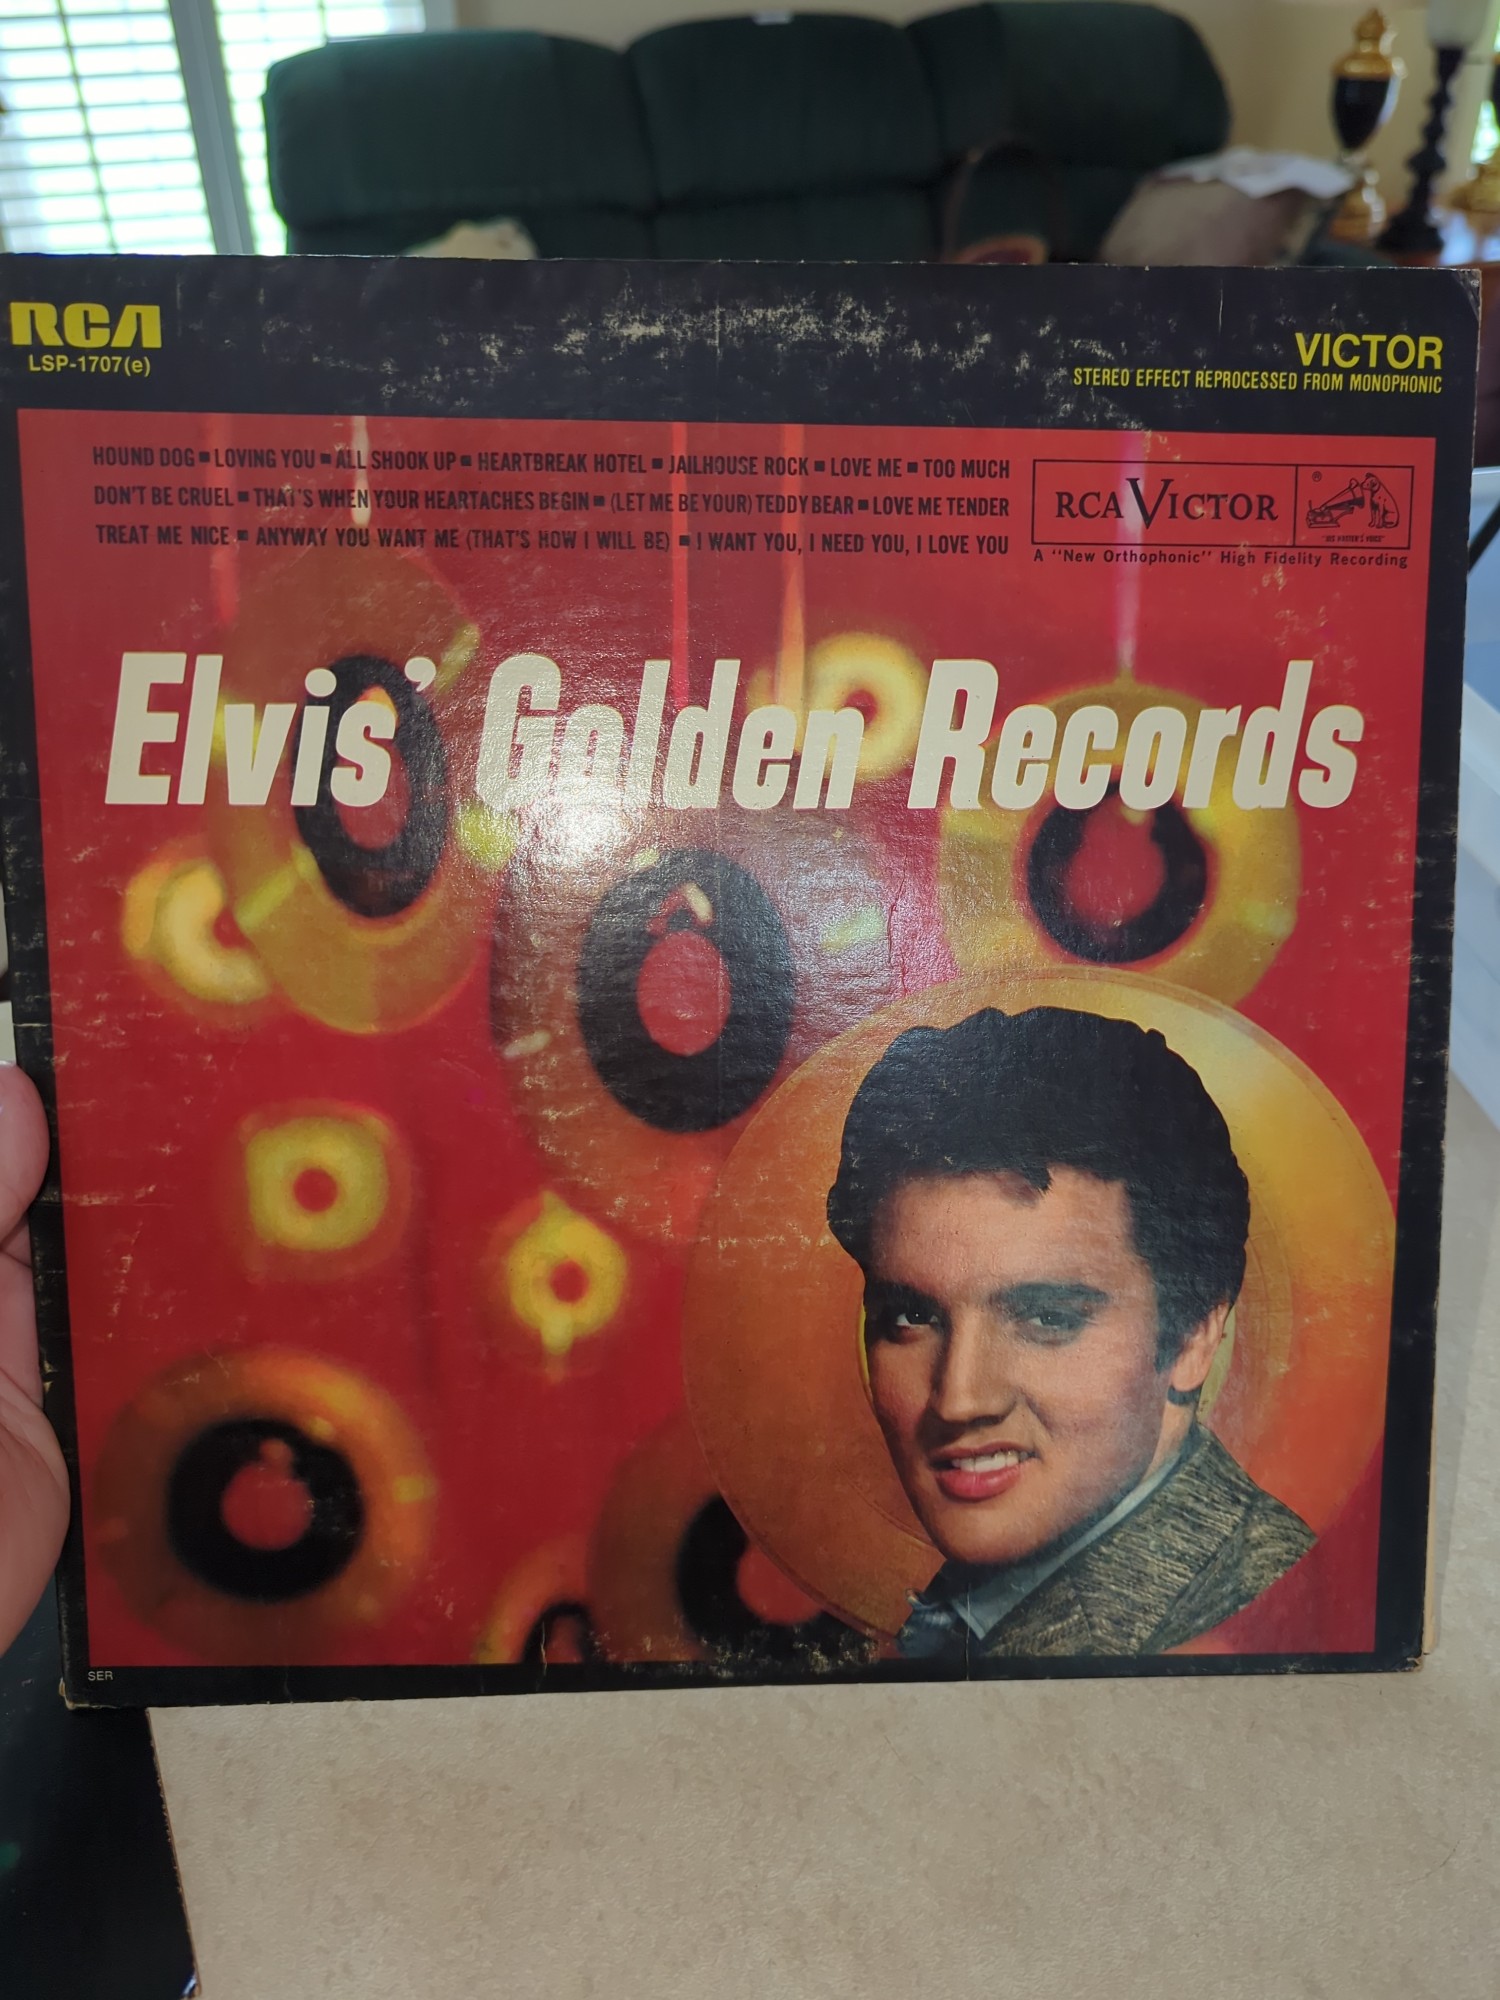 RCA
LSP-1707(e)
VICTOR
STEREO EFFECT REPROCESSED FROM MONOPHONIC
HOUND DOG ▪ LOVING YOU ▪ ALL SHOOK UP ▪ HEARTBREAK HOTEL ▪ JAILHOUSE ROCK ▪ LOVE ME ▪ TOO MUCH
DON'T BE CRUEL ▪ THAT'S WHEN YOUR HEARTACHES BEGIN ▪ (LET ME BE YOUR) TEDDY BEAR ▪ LOVE ME TENDER
TREAT ME NICE ▪ ANYWAY YOU WANT ME (THAT'S HOW I WILL BE) ▪ I WANT YOU, I NEED YOU, I LOVE YOU
RCA VICTOR
®
"HIS MASTER'S VOICE"
A "New Orthophonic" High Fidelity Recording
Elvis' Golden Records
SER